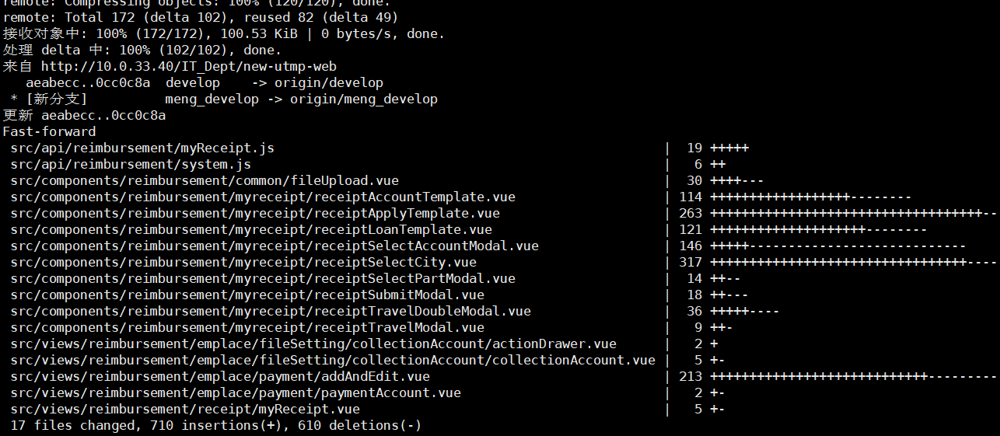 remote: Compressing objects: 100% (120/120), done.
remote: Total 172 (delta 102), reused 82 (delta 49)
接收对象中: 100% (172/172), 100.53 KiB | 0 bytes/s, done.
处理 delta 中: 100% (102/102), done.
来自 http://10.0.33.40/IT_Dept/new-utmp-web
   aeabecc..0cc0c8a  develop    -> origin/develop
 * [新分支]          meng_develop -> origin/meng_develop
更新 aeabecc..0cc0c8a
Fast-forward
 src/api/reimbursement/myReceipt.js | 19 +++++
 src/api/reimbursement/system.js | 6 ++
 src/components/reimbursement/common/fileUpload.vue | 30 ++++---
 src/components/reimbursement/myreceipt/receiptAccountTemplate.vue | 114 ++++++++++++++++++--------
 src/components/reimbursement/myreceipt/receiptApplyTemplate.vue | 263 +++++++++++++++++++++++++++++++++++--
 src/components/reimbursement/myreceipt/receiptLoanTemplate.vue | 121 ++++++++++++++++++++--------
 src/components/reimbursement/myreceipt/receiptSelectAccountModal.vue | 146 +++++----------------------------
 src/components/reimbursement/myreceipt/receiptSelectCity.vue | 317 +++++++++++++++++++++++++++++++++----
 src/components/reimbursement/myreceipt/receiptSelectPartModal.vue | 14 ++--
 src/components/reimbursement/myreceipt/receiptSubmitModal.vue | 18 ++---
 src/components/reimbursement/myreceipt/receiptTravelDoubleModal.vue | 36 +++++----
 src/components/reimbursement/myreceipt/receiptTravelModal.vue | 9 ++-
 src/views/reimbursement/emplace/fileSetting/collectionAccount/actionDrawer.vue | 2 +
 src/views/reimbursement/emplace/fileSetting/collectionAccount/collectionAccount.vue | 5 +-
 src/views/reimbursement/emplace/payment/addAndEdit.vue | 213 ++++++++++++++++++++++++++++---------
 src/views/reimbursement/emplace/payment/paymentAccount.vue | 2 +-
 src/views/reimbursement/receipt/myReceipt.vue | 5 +-
 17 files changed, 710 insertions(+), 610 deletions(-)